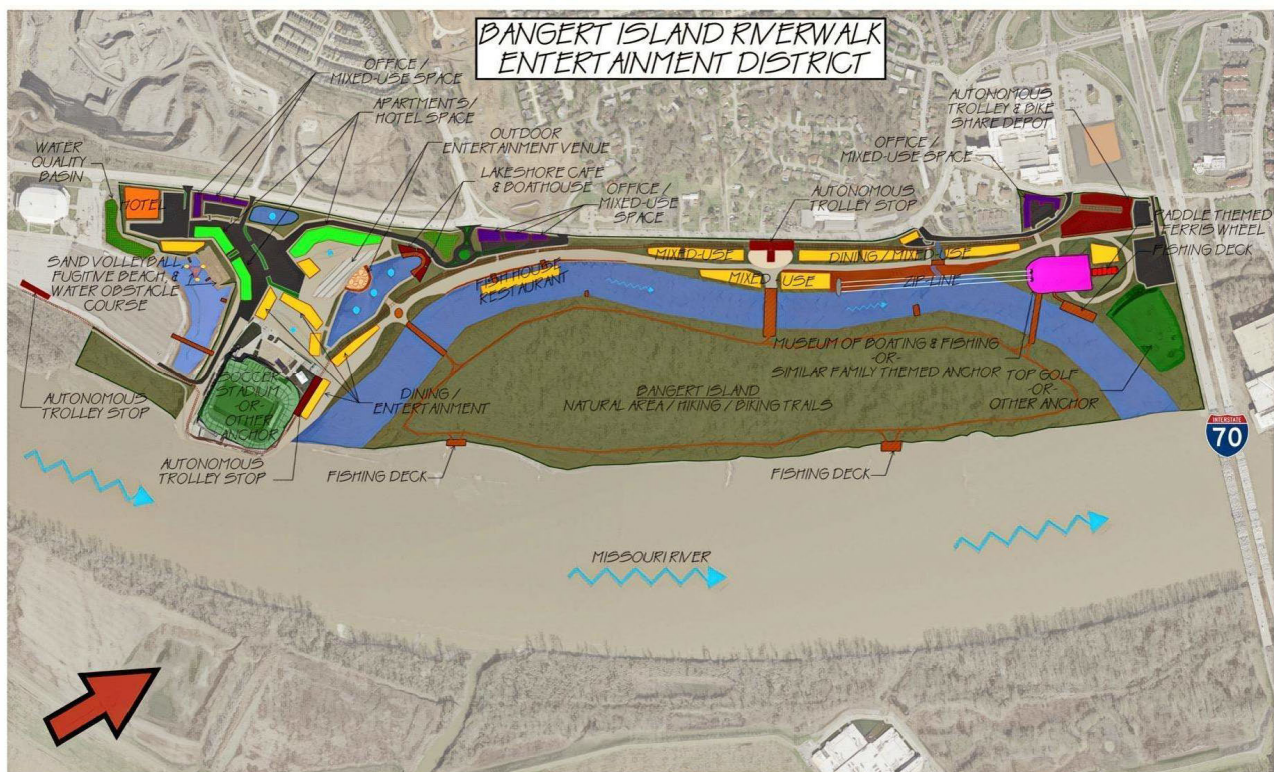 BANGERT ISLAND RIVERWALK
ENTERTAINMENT DISTRICT
OFFICE /
MIXED-USE SPACE
APARTMENTS /
HOTEL SPACE
OUTDOOR
ENTERTAINMENT VENUE
LAKESHORE CAFE
& BOATHOUSE
OFFICE /
MIXED-USE
SPACE
WATER
QUALITY
BASIN
HOTEL
AUTONOMOUS
TROLLEY STOP
OFFICE /
MIXED-USE SPACE
AUTONOMOUS
TROLLEY & BIKE
SHARE DEPOT
PADDLE THEMED
FERRIS WHEEL
FISHING DECK
SAND VOLLEYBALL,
FUGITIVE BEACH, &
WATER OBSTACLE
COURSE
FISH HOUSE
RESTAURANT
MIXED-USE
MIXED USE
DINING / MIXED-USE
ZIP-LINE
MUSEUM OF BOATING & FISHING
-OR-
SIMILAR FAMILY THEMED ANCHOR
TOP GOLF
-OR-
OTHER ANCHOR
AUTONOMOUS
TROLLEY STOP
SOCCER
STADIUM
-OR-
OTHER
ANCHOR
DINING /
ENTERTAINMENT
BANGERT ISLAND
NATURAL AREA / HIKING / BIKING TRAILS
AUTONOMOUS
TROLLEY STOP
FISHING DECK
FISHING DECK
INTERSTATE
70
MISSOURI RIVER